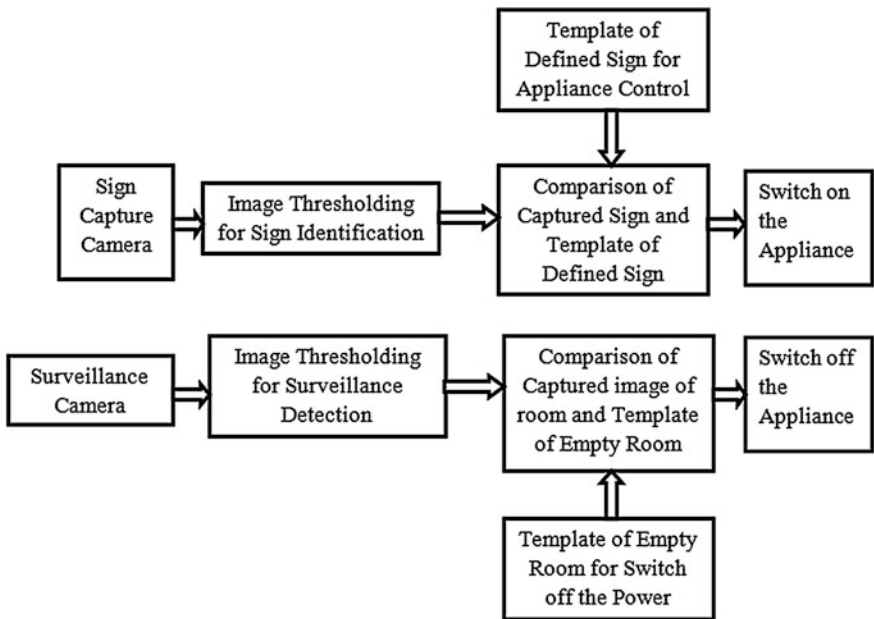 Template of
Defined Sign for
Appliance Control
Sign
Capture
Camera
Image Thresholding
for Sign Identification
Comparison of
Captured Sign and
Template of
Defined Sign
Switch on
the
Appliance
Surveillance
Camera
Image Thresholding
for Surveillance
Detection
Comparison of
Captured image of
room and Template
of Empty Room
Switch off
the
Appliance
Template of Empty
Room for Switch
off the Power